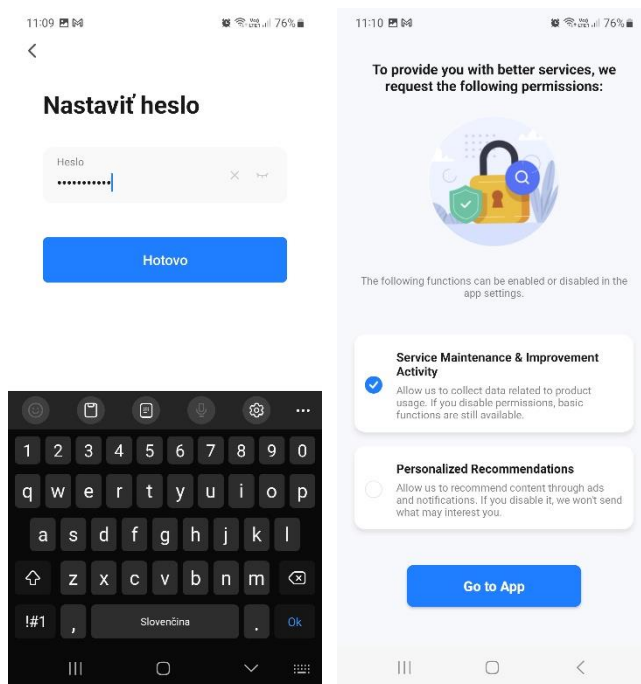 11:09
76%
Nastaviť heslo
Heslo
Hotovo
1 2 3 4 5 6 7 8 9 0
q w e r t y u i o p
a s d f g h j k l
z x c v b n m
!#1 , Slovenčina . Ok
11:10
76%
To provide you with better services, we
request the following permissions:
The following functions can be enabled or disabled in the
app settings.
Service Maintenance & Improvement
Activity
Allow us to collect data related to product
usage. If you disable permissions, basic
functions are still available.
Personalized Recommendations
Allow us to recommend content through ads
and notifications. If you disable it, we won't send
what may interest you.
Go to App